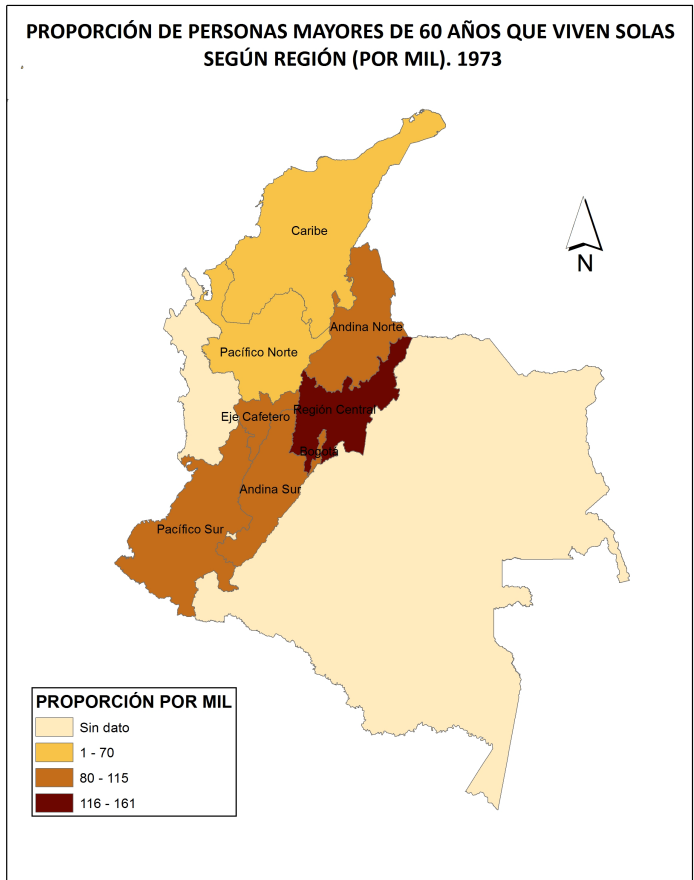 PROPORCIÓN DE PERSONAS MAYORES DE 60 AÑOS QUE VIVEN SOLAS
SEGÚN REGIÓN (POR MIL). 1973
Caribe
N
Andina Norte
Pacífico Norte
Eje Cafetero
Región Central
Bogotá
Andina Sur
Pacífico Sur
PROPORCIÓN POR MIL
Sin dato
1 - 70
80 - 115
116 - 161